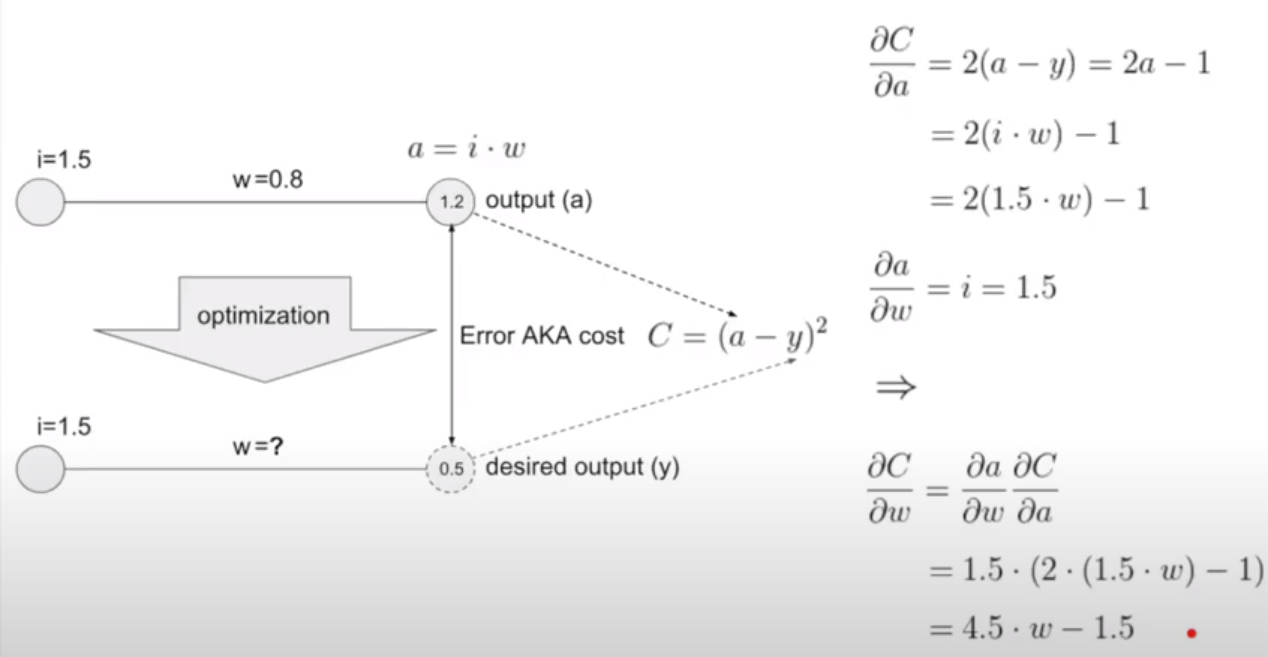 i=1.5
w=0.8
a = i · w
1.2
output (a)
optimization
Error AKA cost C = (a − y)²
i=1.5
w=?
0.5
desired output (y)
∂C/∂a = 2(a − y) = 2a − 1
= 2(i · w) − 1
= 2(1.5 · w) − 1
∂a/∂w = i = 1.5
⇒
∂C/∂w = ∂a/∂w ∂C/∂a
= 1.5 · (2 · (1.5 · w) − 1)
= 4.5 · w − 1.5